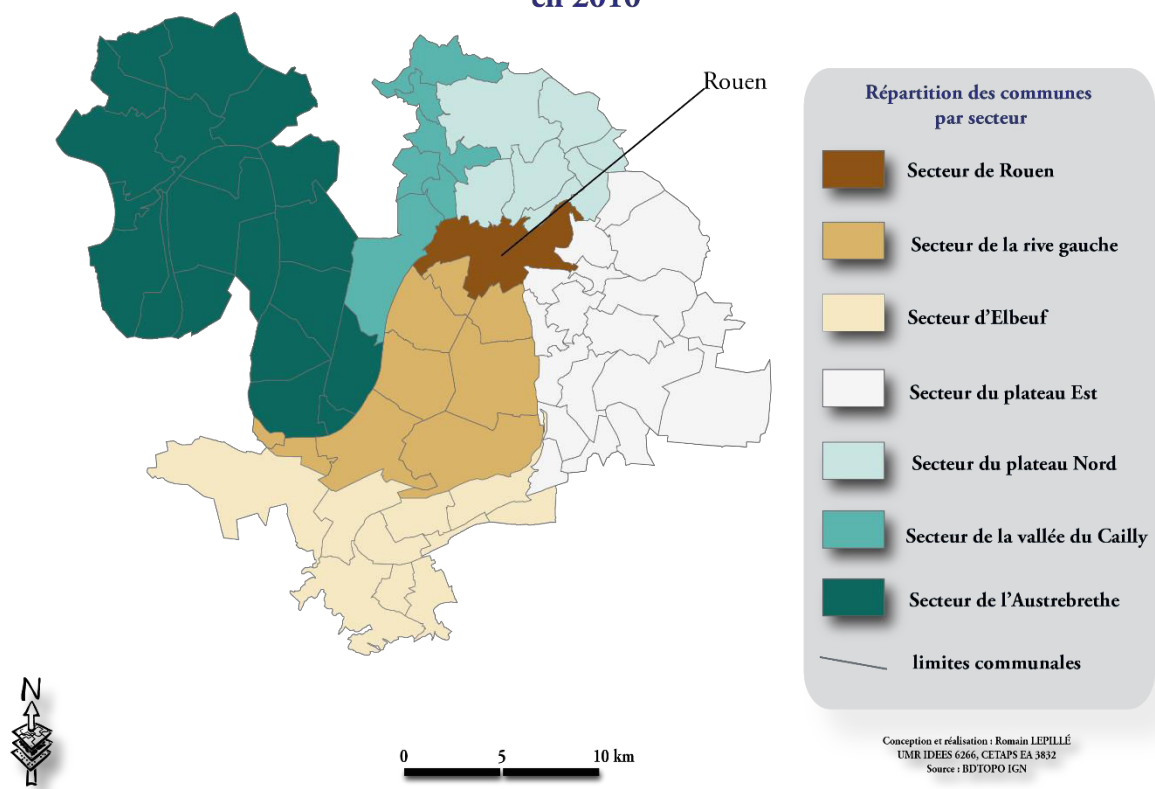 en 2010
Rouen
Répartition des communes
par secteur
Secteur de Rouen
Secteur de la rive gauche
Secteur d'Elbeuf
Secteur du plateau Est
Secteur du plateau Nord
Secteur de la vallée du Cailly
Secteur de l'Austrebrethe
limites communales
N
0 5 10 km
Conception et réalisation : Romain LEPILLÉ
UMR IDEES 6266, CETAPS EA 3832
Source : BDTOPO IGN